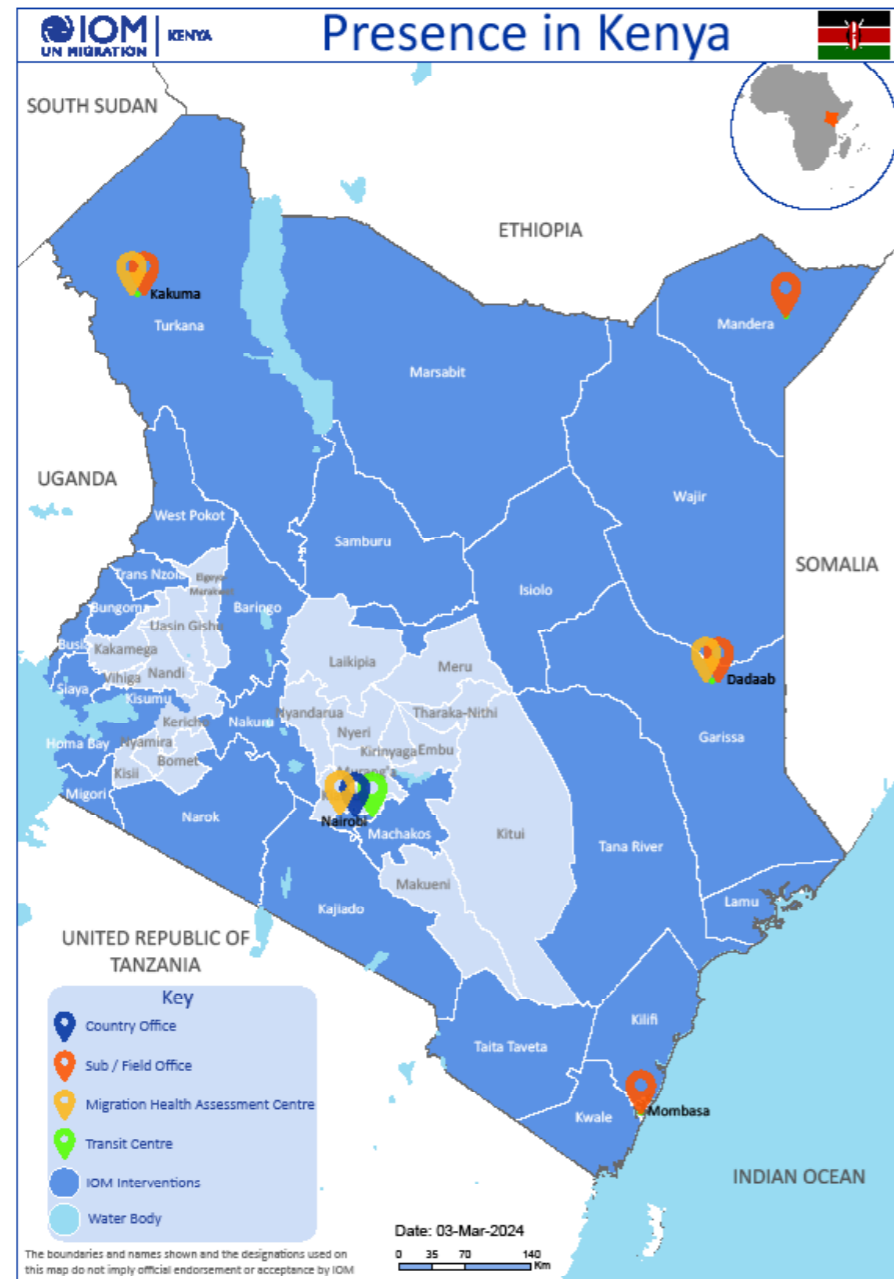 IOM
UN MIGRATION
KENYA
Presence in Kenya
SOUTH SUDAN
ETHIOPIA
Kakuma
Turkana
Mandera
Marsabit
UGANDA
Wajir
West Pokot
Samburu
SOMALIA
Trans Nzoia
Elgeyo
Marakwet
Isiolo
Bungoma
Baringo
Uasin Gishu
Busia
Kakamega
Laikipia
Meru
Vihiga
Nandi
Dadaab
Siaya
Kisumu
Nyandarua
Tharaka-Nithi
Kericho
Nakuru
Nyeri
Garissa
Homa Bay
Nyamira
Kirinyaga
Embu
Bomet
Murang'a
Kisii
Migori
Narok
Nairobi
Machakos
Kitui
Tana River
Makueni
Lamu
Kajiado
UNITED REPUBLIC OF
TANZANIA
Kilifi
Taita Taveta
Kwale
Mombasa
INDIAN OCEAN
Key
Country Office
Sub / Field Office
Migration Health Assessment Centre
Transit Centre
IOM Interventions
Water Body
Date: 03-Mar-2024
0 35 70 140
Km
The boundaries and names shown and the designations used on
this map do not imply official endorsement or acceptance by IOM